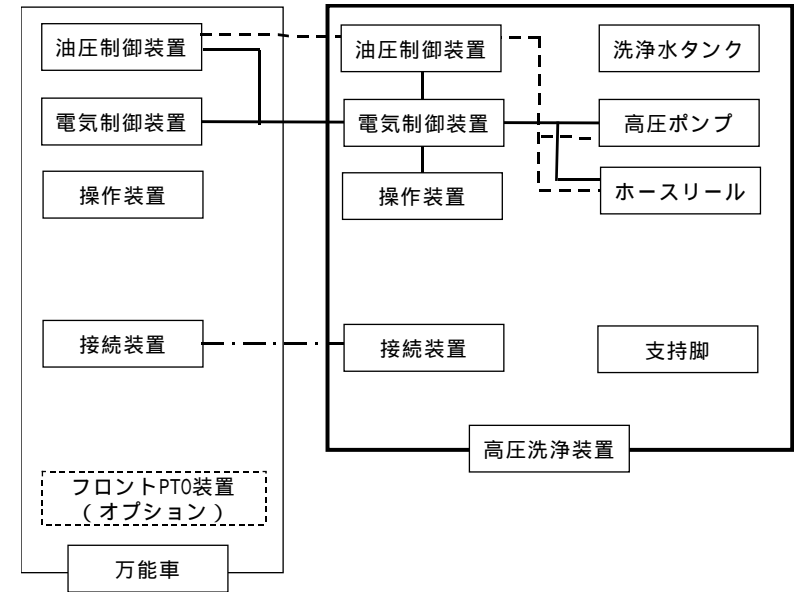 油圧制御装置
電気制御装置
操作装置
接続装置
フロントPTO装置
（オプション）
万能車
油圧制御装置
電気制御装置
操作装置
接続装置
洗浄水タンク
高圧ポンプ
ホースリール
支持脚
高圧洗浄装置